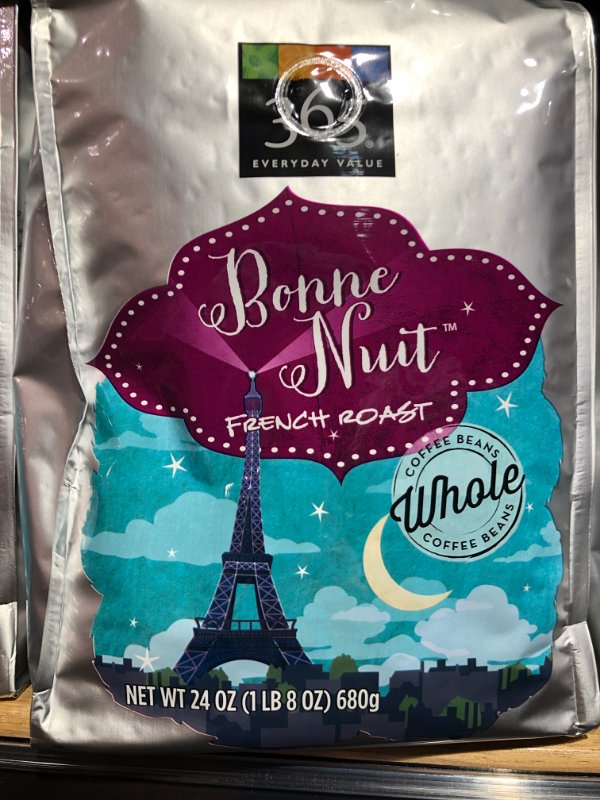 365.
EVERYDAY VALUE
Bonne
Nuit™
FRENCH ROAST
COFFEE BEANS
Whole
COFFEE BEANS
NET WT 24 OZ (1 LB 8 OZ) 680g